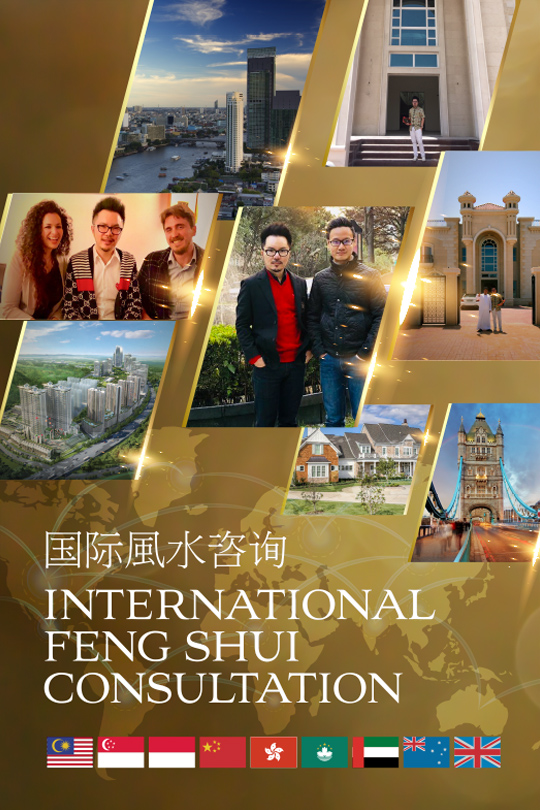 国际風水咨询
INTERNATIONAL
FENG SHUI
CONSULTATION